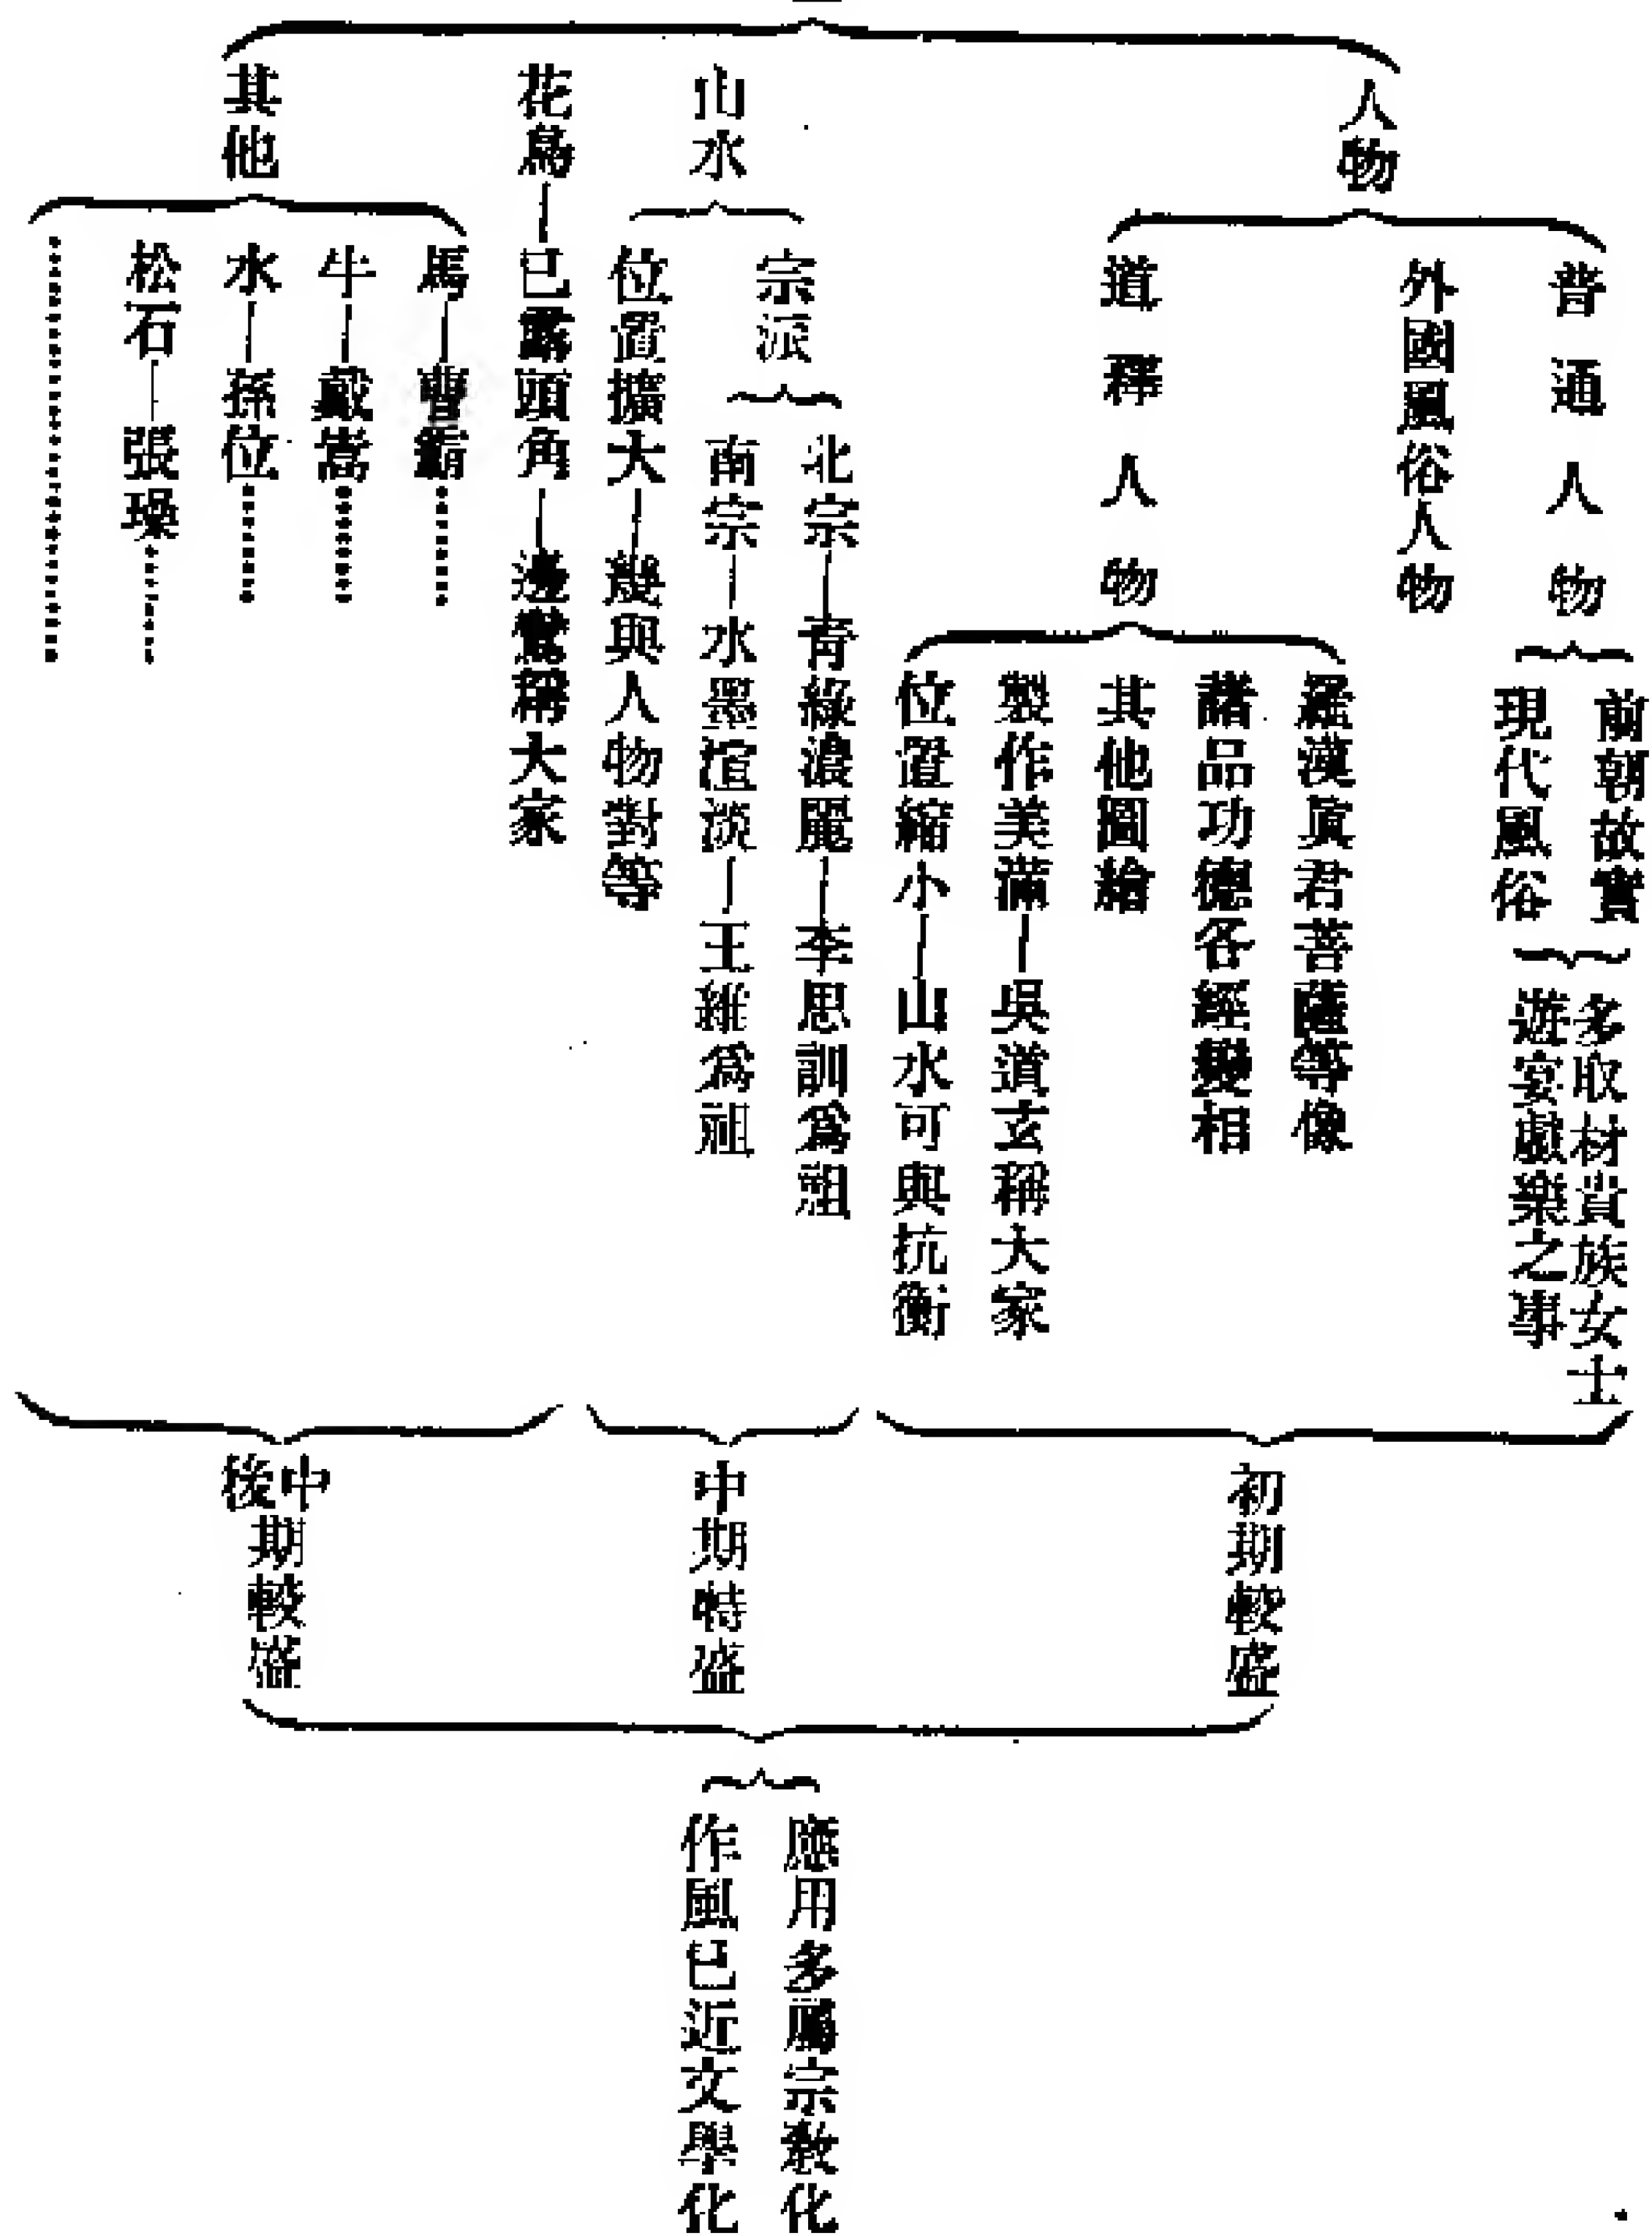 人物
普通人物
前朝故實
現代風俗
多取材貴族女士
遊宴戲樂之事
外國風俗人物
道釋人物
羅漢眞君菩薩等像
諸品功德各經變相
其他圖繪
製作美滿—吳道玄稱大家
位置縮小—山水可與抗衡
山水
宗派
北宗—青綠濃麗—李思訓為祖
南宗—水墨渲淡—王維為祖
位置擴大—幾與人物對等
花鳥—已露頭角—邊鸞稱大家
其他
馬—曹霸……
牛—戴嵩……
水—孫位……
松石—張璪……
…………………
初期較盛
中期特盛
中後期較盛
應用多屬宗敎化
作風已近文學化